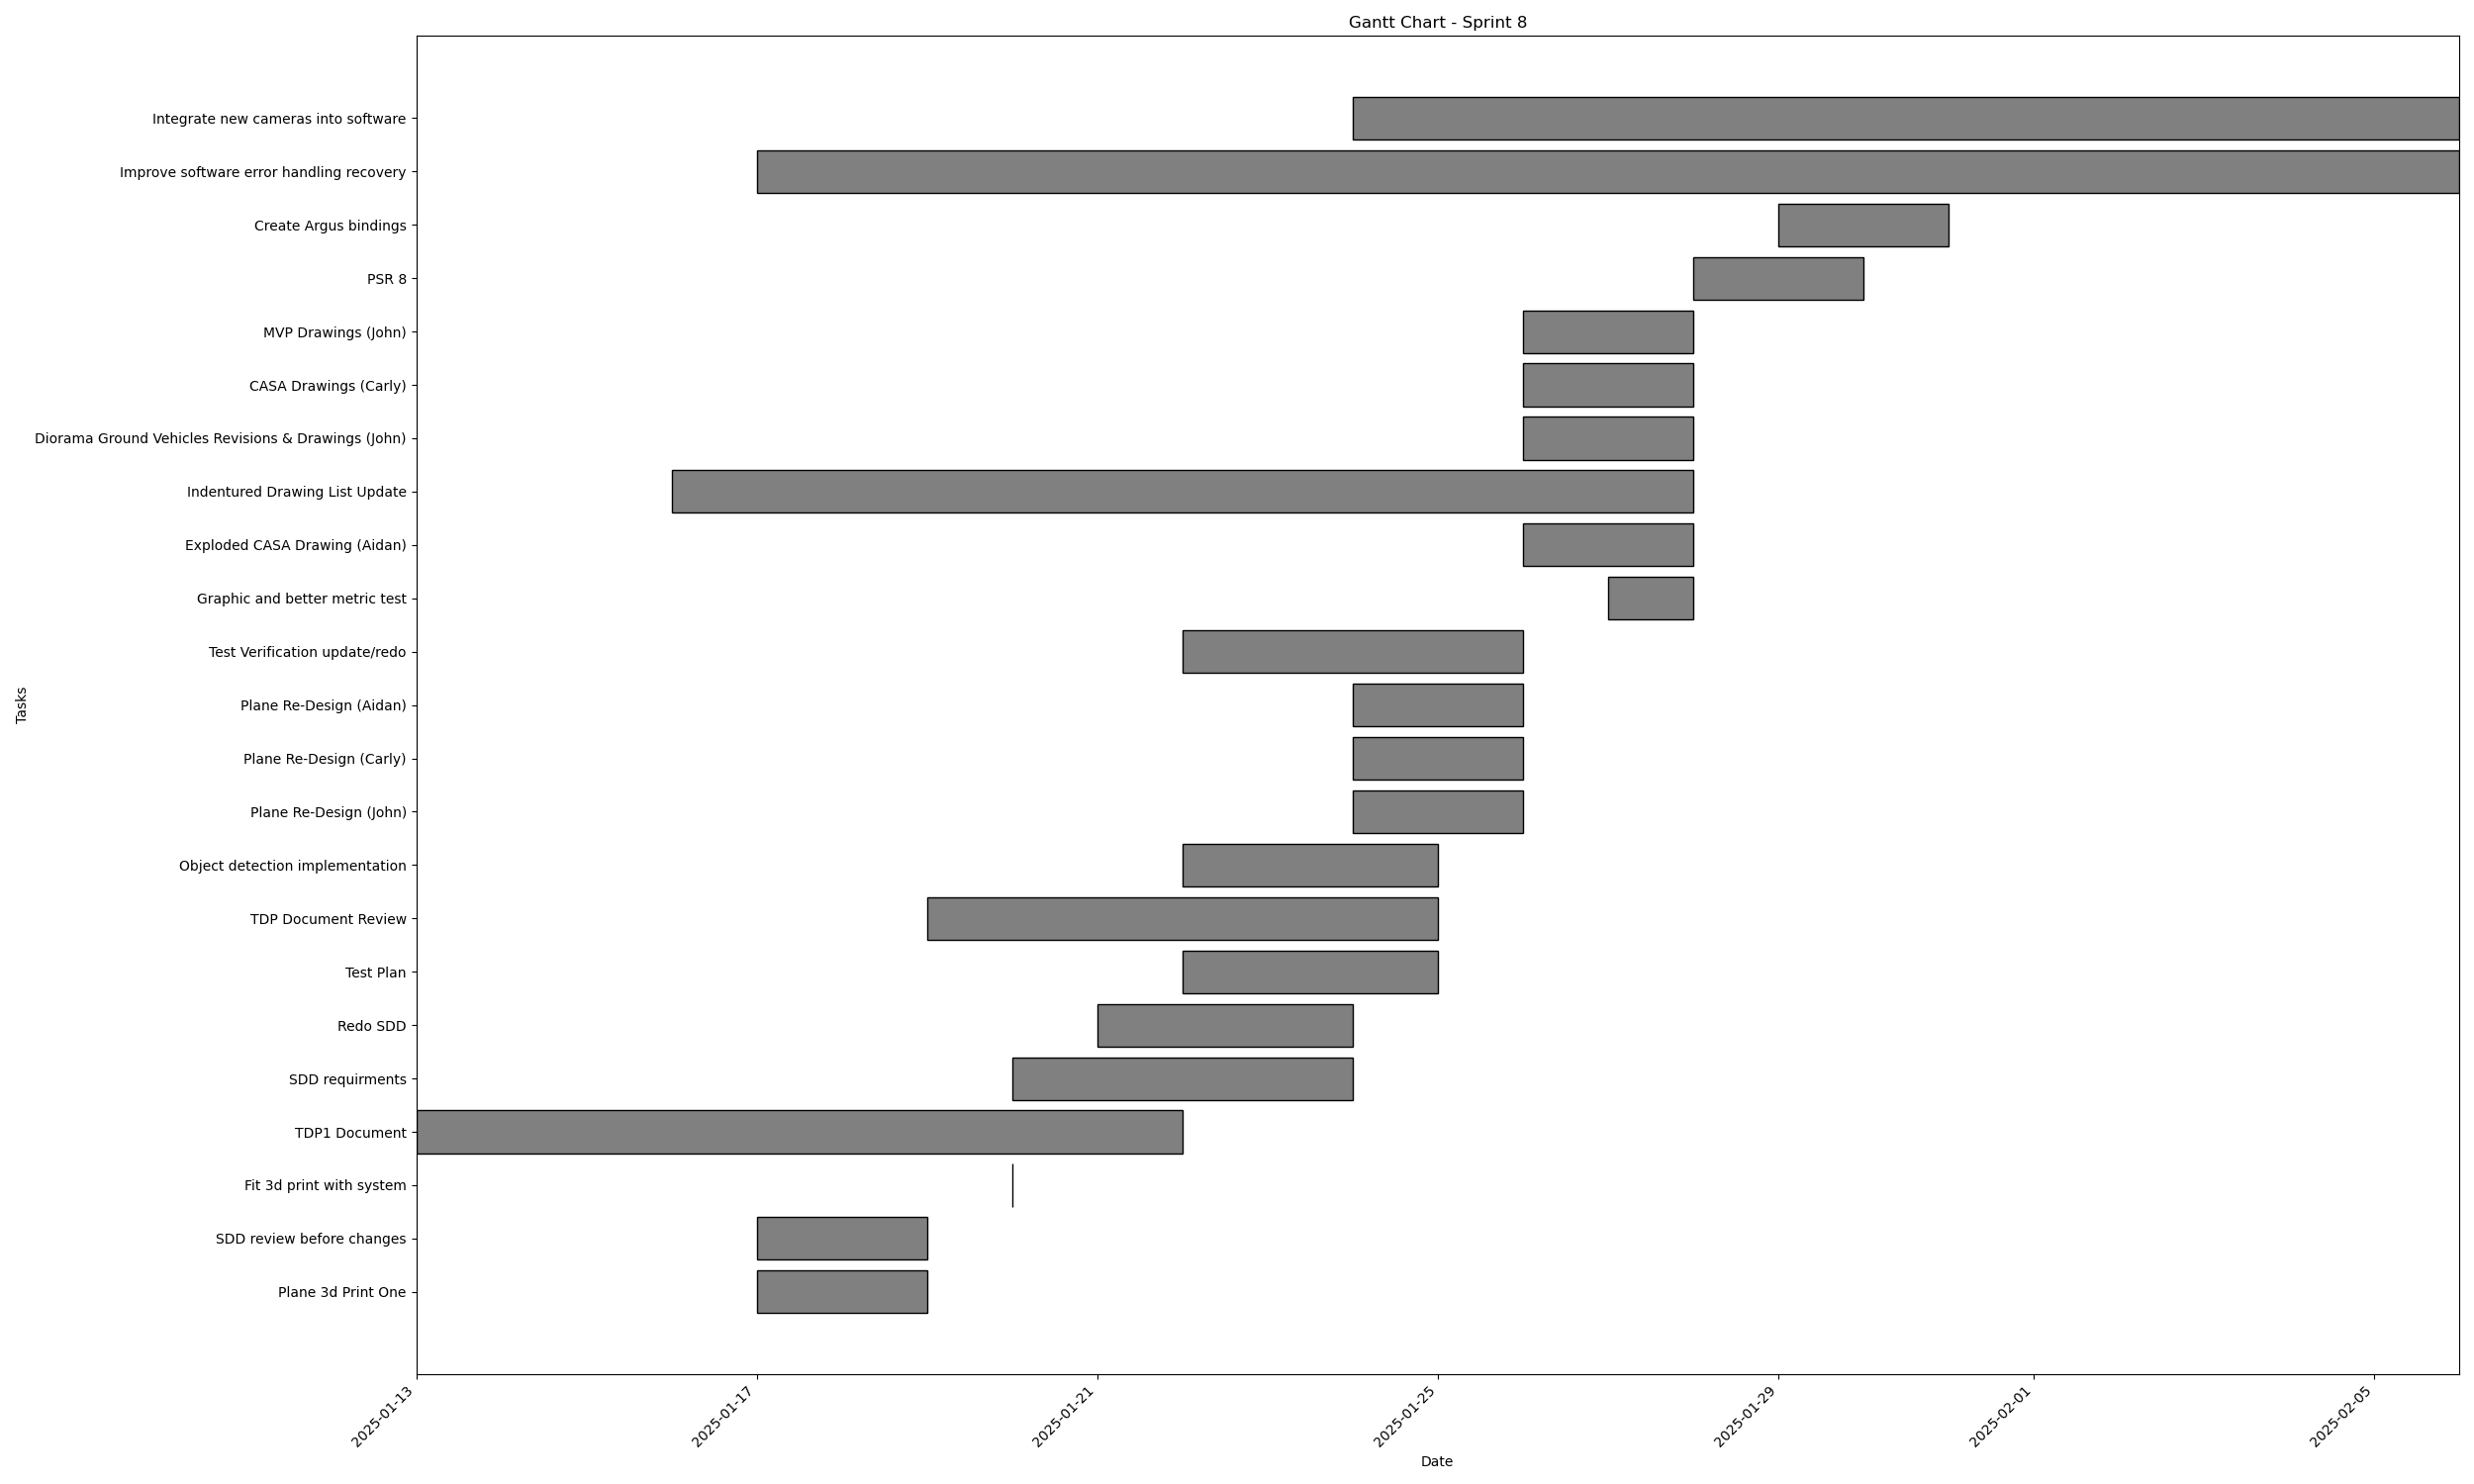 Gantt Chart - Sprint 8
Integrate new cameras into software
Improve software error handling recovery
Create Argus bindings
PSR 8
MVP Drawings (John)
CASA Drawings (Carly)
Diorama Ground Vehicles Revisions & Drawings (John)
Indentured Drawing List Update
Exploded CASA Drawing (Aidan)
Graphic and better metric test
Test Verification update/redo
Plane Re-Design (Aidan)
Plane Re-Design (Carly)
Plane Re-Design (John)
Object detection implementation
TDP Document Review
Test Plan
Redo SDD
SDD requirments
TDP1 Document
Fit 3d print with system
SDD review before changes
Plane 3d Print One
Tasks
2025-01-13
2025-01-17
2025-01-21
2025-01-25
2025-01-29
2025-02-01
2025-02-05
Date